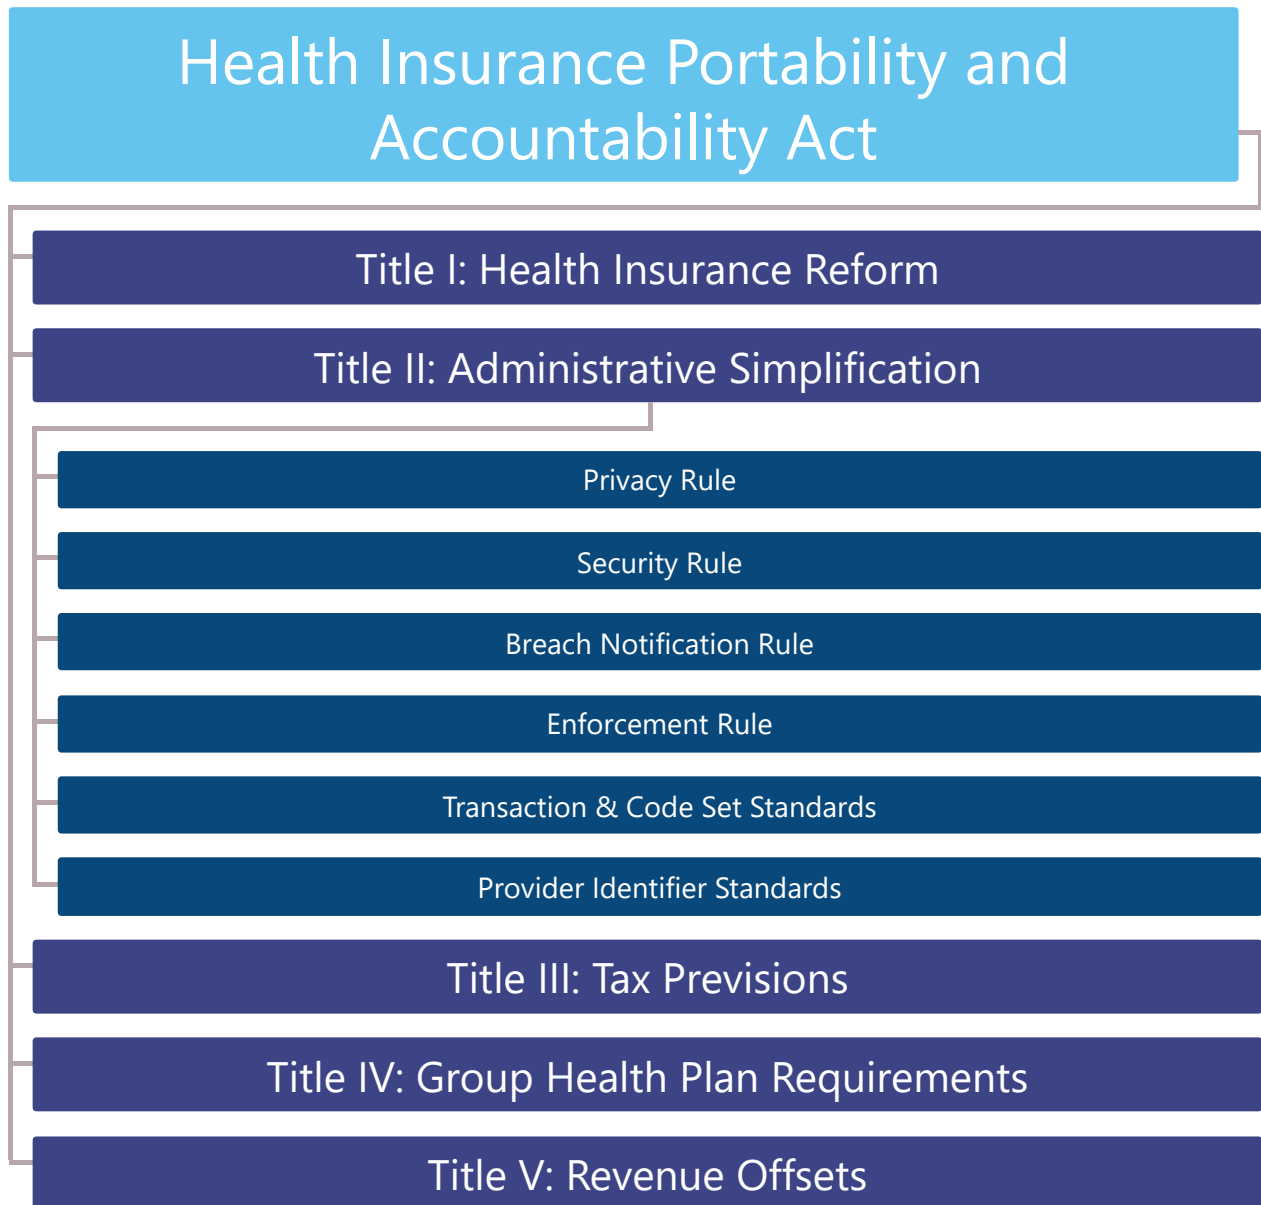 Health Insurance Portability and
Accountability Act
Title I: Health Insurance Reform
Title II: Administrative Simplification
Privacy Rule
Security Rule
Breach Notification Rule
Enforcement Rule
Transaction & Code Set Standards
Provider Identifier Standards
Title III: Tax Previsions
Title IV: Group Health Plan Requirements
Title V: Revenue Offsets